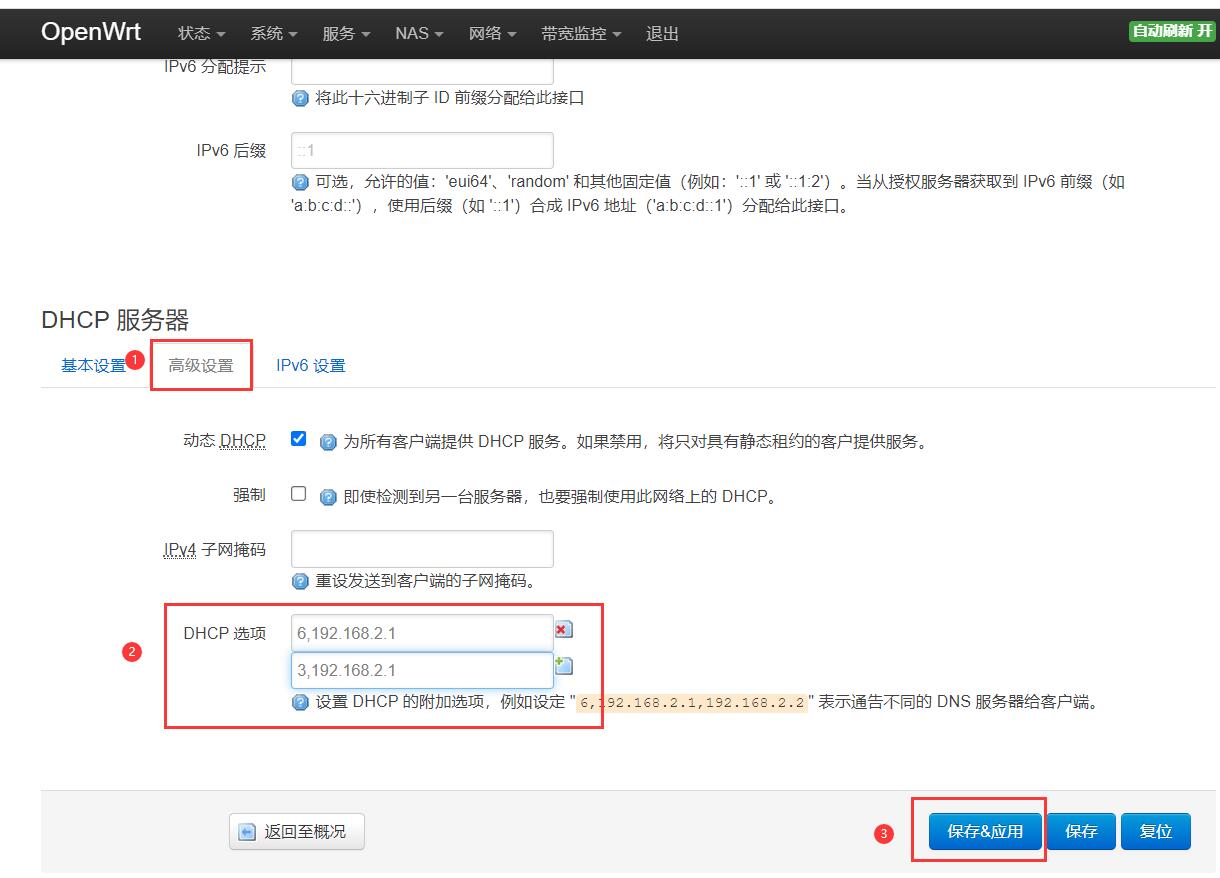 OpenWrt 状态 系统 服务 NAS 网络 带宽监控 退出 自动刷新 开
IPv6 分配提示
将此十六进制子 ID 前缀分配给此接口
IPv6 后缀 ::1
可选，允许的值：'eui64'、'random' 和其他固定值（例如：'::1' 或 '::1:2'）。当从授权服务器获取到 IPv6 前缀（如
'a:b:c:d::'），使用后缀（如 '::1'）合成 IPv6 地址（'a:b:c:d::1'）分配给此接口。
DHCP 服务器
基本设置 1 高级设置 IPv6 设置
动态 DHCP 为所有客户端提供 DHCP 服务。如果禁用，将只对具有静态租约的客户提供服务。
强制 即使检测到另一台服务器，也要强制使用此网络上的 DHCP。
IPv4 子网掩码
重设发送到客户端的子网掩码。
DHCP 选项 6,192.168.2.1
2
3,192.168.2.1
设置 DHCP 的附加选项，例如设定 "6,192.168.2.1,192.168.2.2" 表示通告不同的 DNS 服务器给客户端。
返回至概况 3 保存&应用 保存 复位